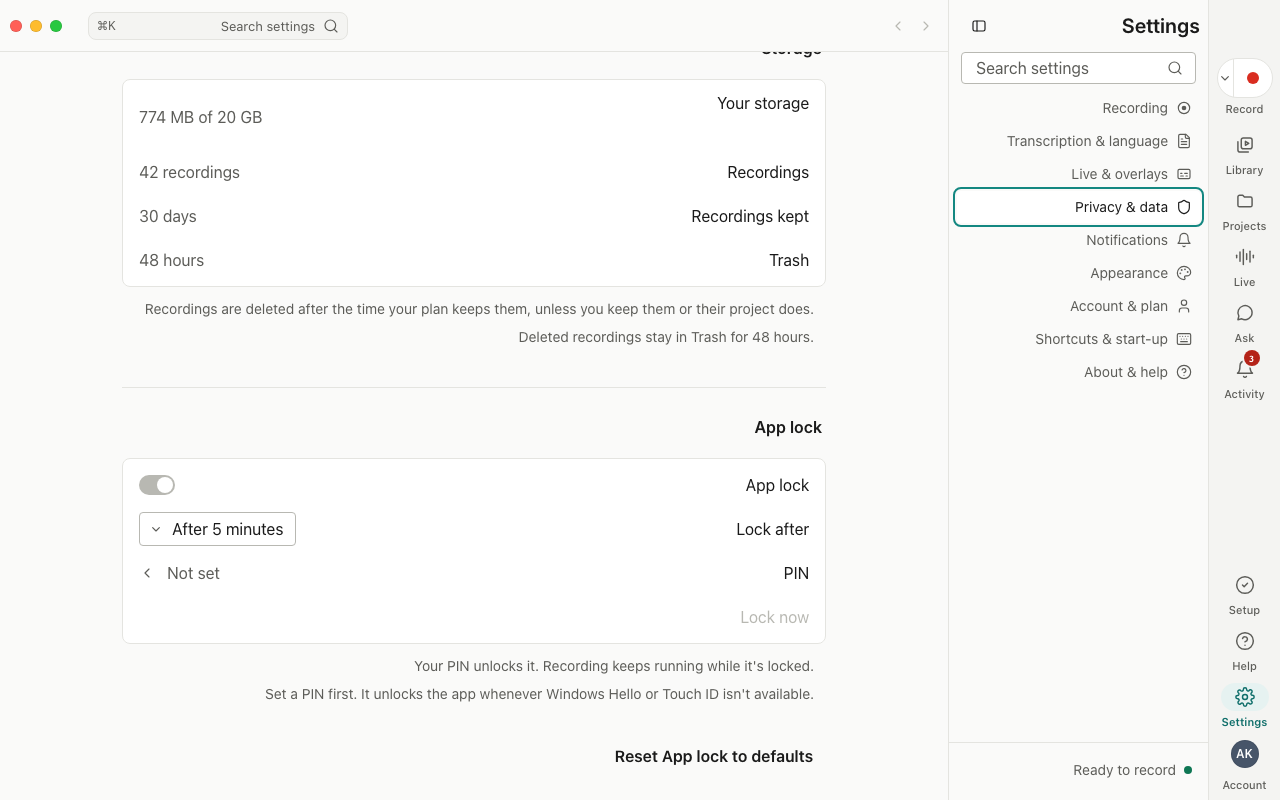 ⌘K
Search settings
Settings
Search settings
Recording
Transcription & language
Live & overlays
Privacy & data
Notifications
Appearance
Account & plan
Shortcuts & start-up
About & help
Ready to record
Record
Library
Projects
Live
Ask
3
Activity
Setup
Help
Settings
AK
Account
Storage
Your storage
774 MB of 20 GB
Recordings
42 recordings
Recordings kept
30 days
Trash
48 hours
Recordings are deleted after the time your plan keeps them, unless you keep them or their project does.
Deleted recordings stay in Trash for 48 hours.
App lock
App lock
Lock after
After 5 minutes
PIN
Not set
Lock now
Your PIN unlocks it. Recording keeps running while it's locked.
Set a PIN first. It unlocks the app whenever Windows Hello or Touch ID isn't available.
Reset App lock to defaults